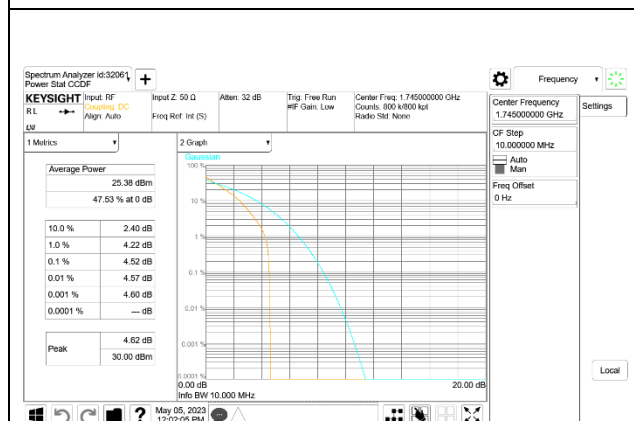 Spectrum Analyzer id:32061
Power Stat CCDF
Frequency
KEYSIGHT
Input: RF
Coupling: DC
Align: Auto
Input Z: 50 Ω
Freq Ref: Int (S)
Atten: 32 dB
Trig: Free Run
#IF Gain: Low
Center Freq: 1.745000000 GHz
Counts: 800 k/800 kpt
Radio Std: None
R L
Center Frequency
1.745000000 GHz
Settings
CF Step
10.000000 MHz
Auto
Man
Freq Offset
0 Hz
1 Metrics
2 Graph
Gaussian
Average Power
25.38 dBm
47.53 % at 0 dB
10.0 % 2.40 dB
1.0 % 4.22 dB
0.1 % 4.52 dB
0.01 % 4.57 dB
0.001 % 4.60 dB
0.0001 % --- dB
Peak
4.62 dB
30.00 dBm
100 %
10 %
1 %
0.1 %
0.01 %
0.001 %
0.0001 %
0.00 dB
20.00 dB
Info BW 10.000 MHz
Local
May 05, 2023
12:02:05 PM